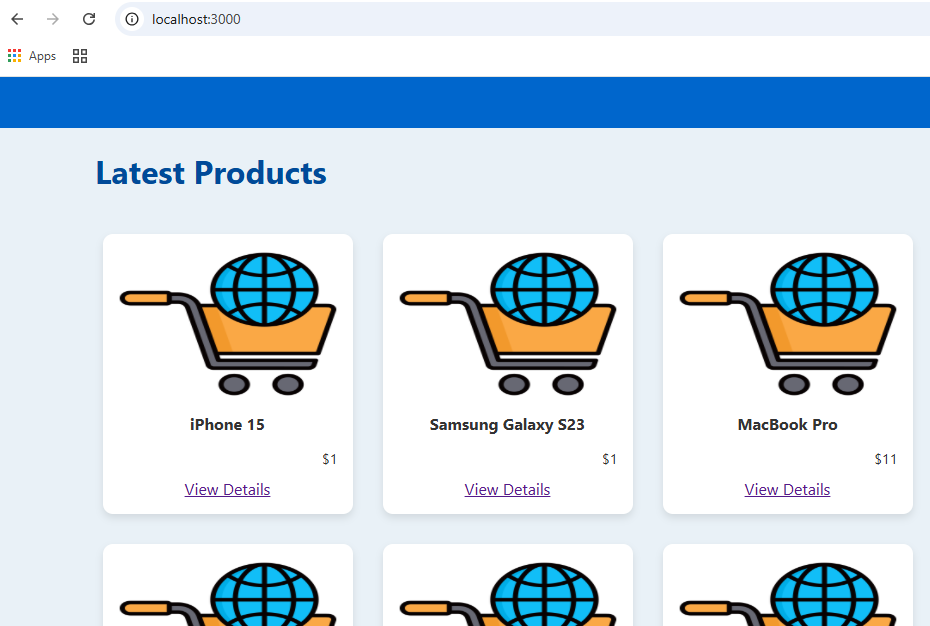 localhost:3000
Apps
Latest Products
iPhone 15
$1
View Details
Samsung Galaxy S23
$1
View Details
MacBook Pro
$11
View Details